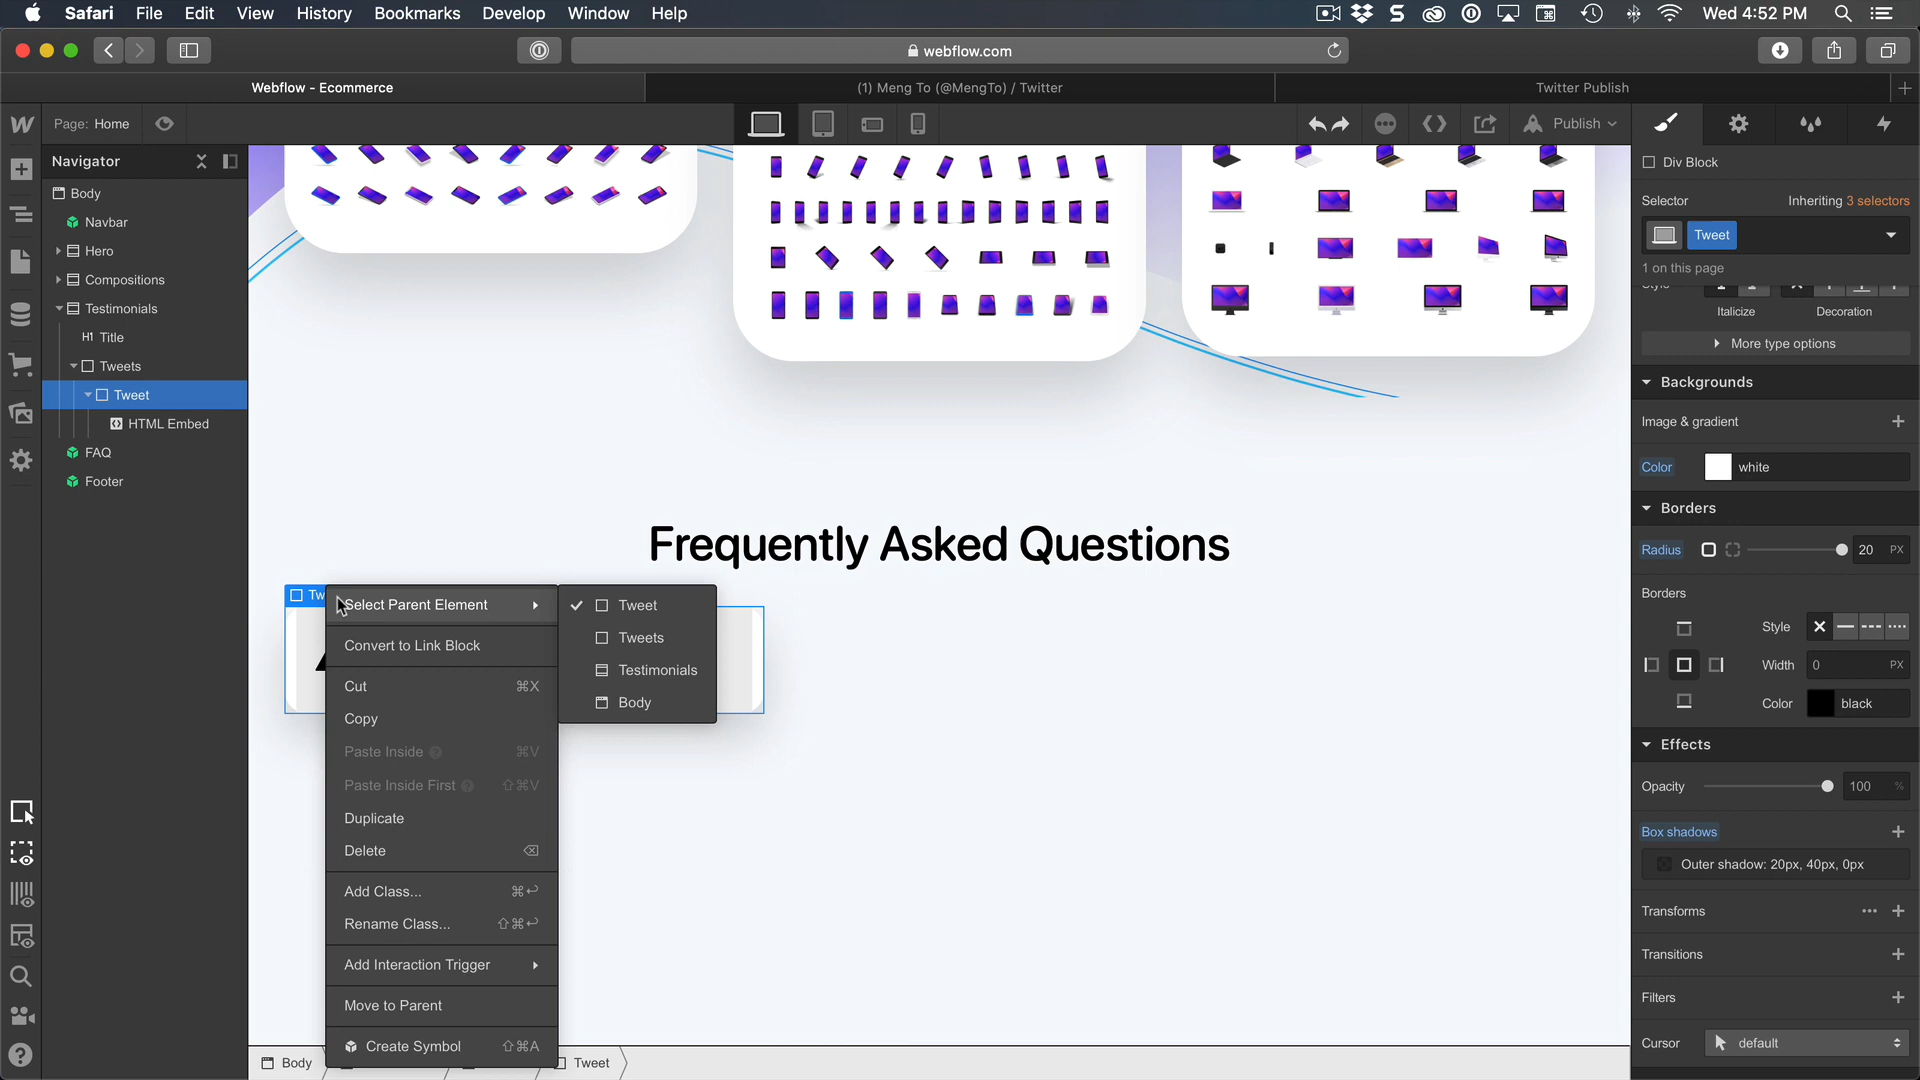 Safari File Edit View History Bookmarks Develop Window Help Wed 4:52 PM
webflow.com
Webflow - Ecommerce (1) Meng To (@MengTo) / Twitter Twitter Publish
Page: Home Publish
Navigator
Body
Navbar
Hero
Compositions
Testimonials
H1 Title
Tweets
Tweet
HTML Embed
FAQ
Footer
Frequently Asked Questions
Select Parent Element
Convert to Link Block
Cut ⌘X
Copy
Paste Inside ⌘V
Paste Inside First ⇧⌘V
Duplicate
Delete
Add Class... ⌘↩
Rename Class... ⇧⌘↩
Add Interaction Trigger
Move to Parent
Create Symbol ⇧⌘A
Tweet
Tweets
Testimonials
Body
Body Tweet
Div Block
Selector Inheriting 3 selectors
Tweet
1 on this page
Italicize Decoration
More type options
Backgrounds
Image & gradient
Color white
Borders
Radius 20 PX
Borders
Style
Width 0 PX
Color black
Effects
Opacity 100 %
Box shadows
Outer shadow: 20px, 40px, 0px
Transforms
Transitions
Filters
Cursor default